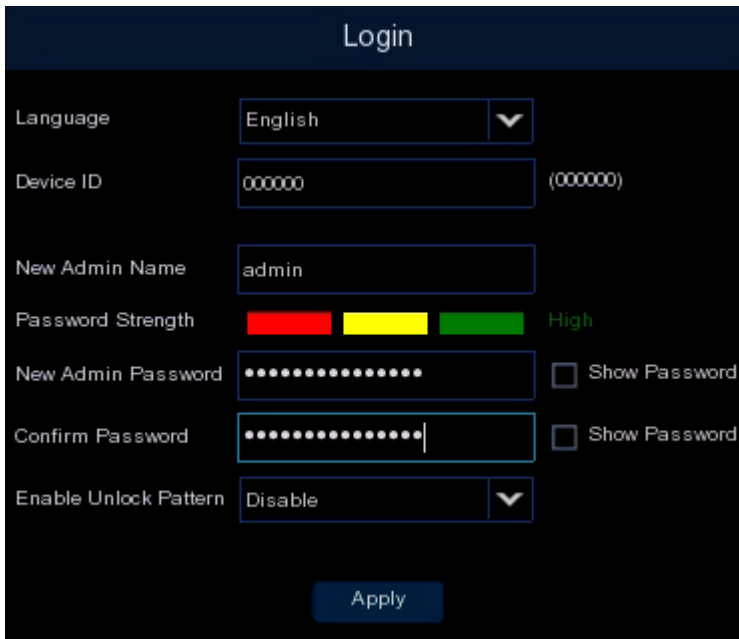 Login
Language English
Device ID 000000 (000000)
New Admin Name admin
Password Strength High
New Admin Password ••••••••••••••• Show Password
Confirm Password ••••••••••••••• Show Password
Enable Unlock Pattern Disable
Apply